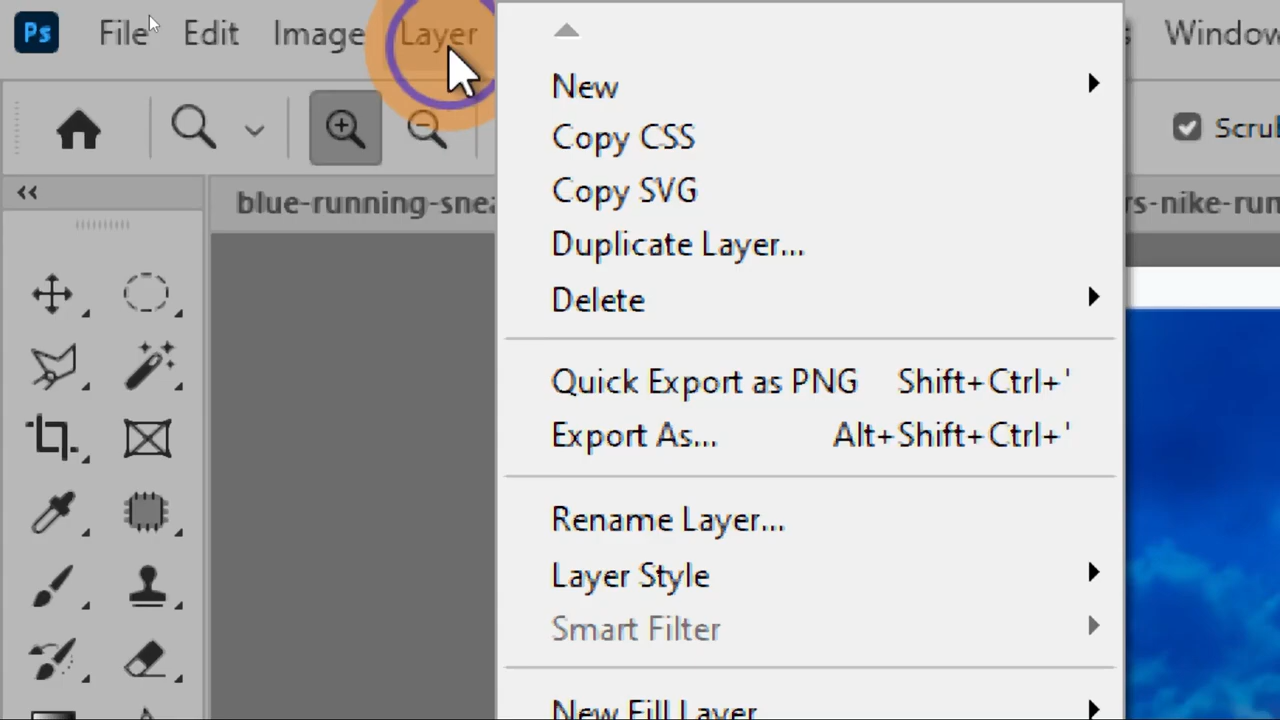 Ps File Edit Image Layer Window
New
Copy CSS
Copy SVG
Duplicate Layer...
Delete
Quick Export as PNG Shift+Ctrl+'
Export As... Alt+Shift+Ctrl+'
Rename Layer...
Layer Style
Smart Filter
New Fill Layer
Scrub
blue-running-snea
rs-nike-run